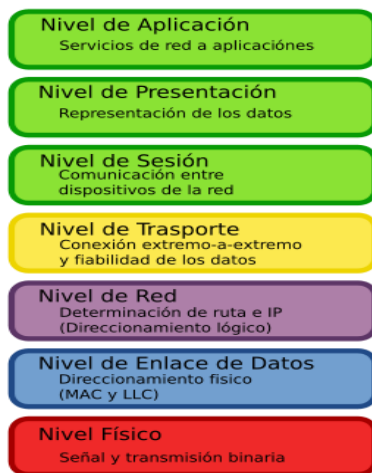 Nivel de Aplicación
Servicios de red a aplicaciónes
Nivel de Presentación
Representación de los datos
Nivel de Sesión
Comunicación entre
dispositivos de la red
Nivel de Trasporte
Conexión extremo-a-extremo
y fiabilidad de los datos
Nivel de Red
Determinación de ruta e IP
(Direccionamiento lógico)
Nivel de Enlace de Datos
Direccionamiento fisico
(MAC y LLC)
Nivel Físico
Señal y transmisión binaria